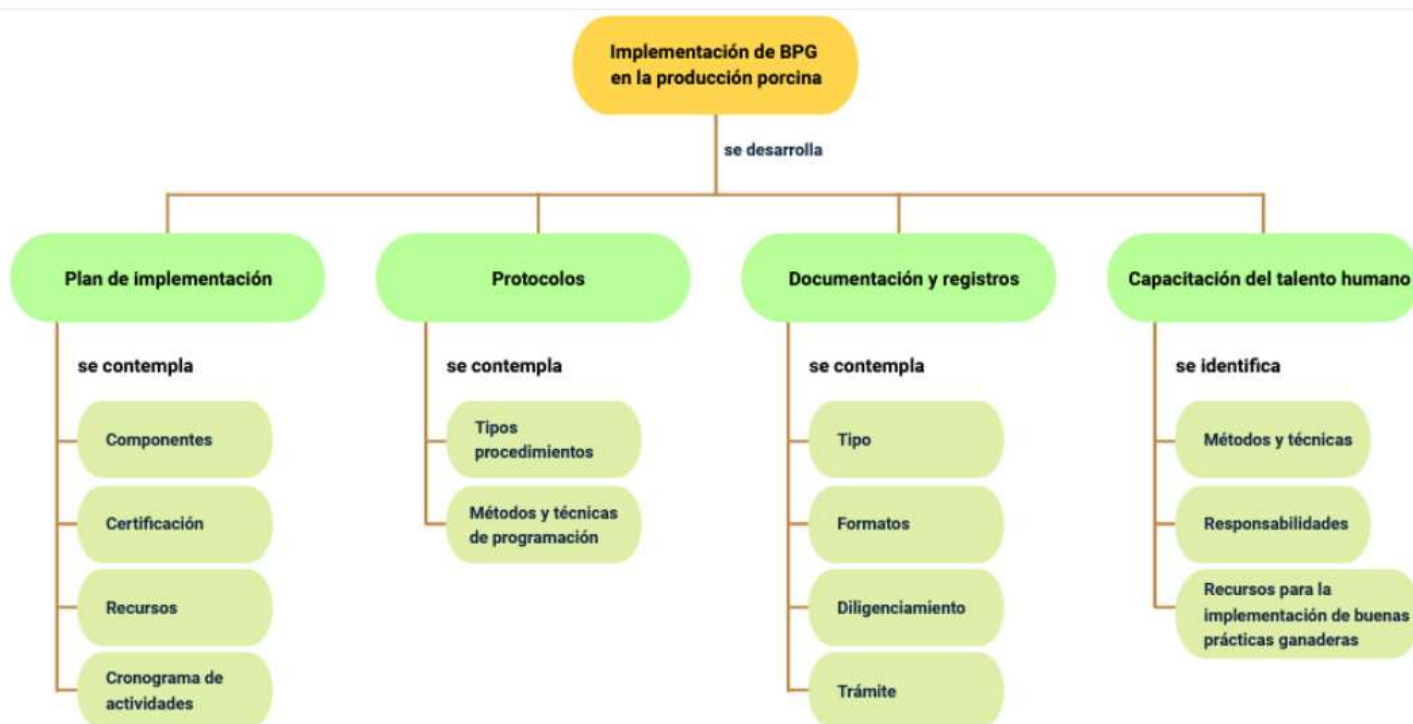 Implementación de BPG
en la producción porcina
se desarrolla
Plan de implementación
Protocolos
Documentación y registros
Capacitación del talento humano
se contempla
se contempla
se contempla
se identifica
Componentes
Tipos
procedimientos
Tipo
Métodos y técnicas
Certificación
Métodos y técnicas
de programación
Formatos
Responsabilidades
Recursos
Diligenciamiento
Recursos para la
implementación de buenas
prácticas ganaderas
Cronograma de
actividades
Trámite